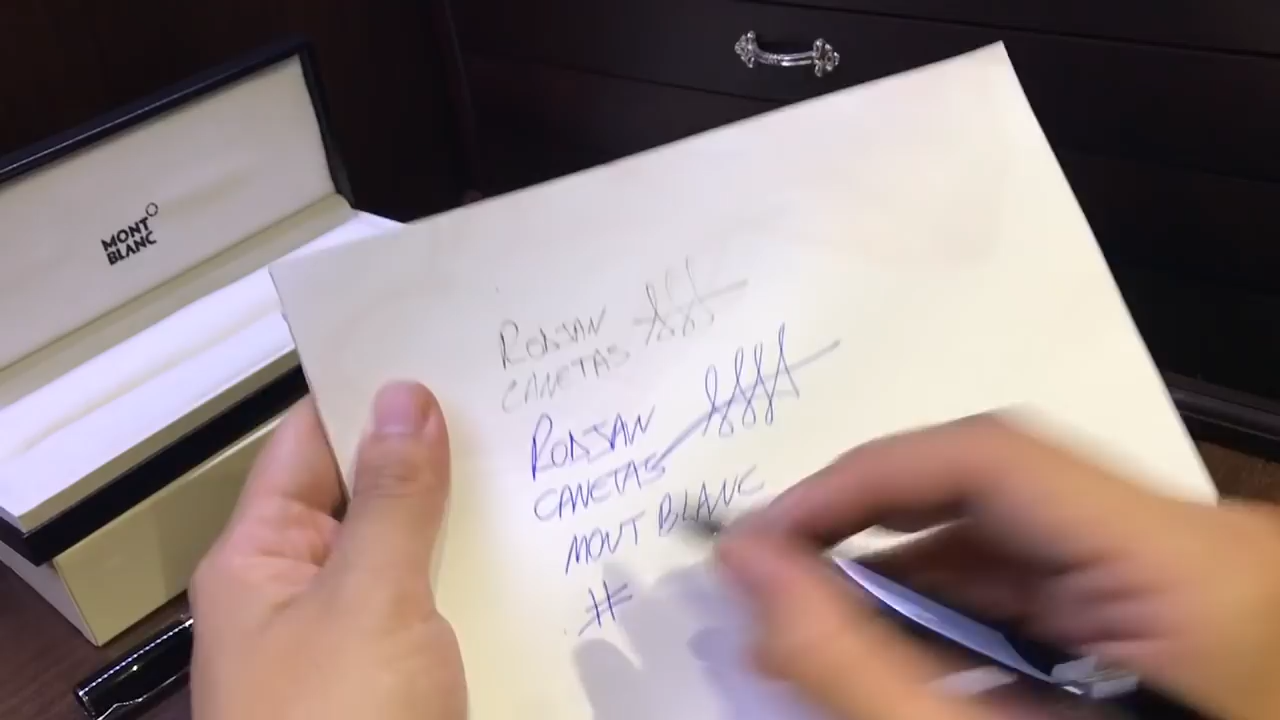 MONT
BLANC
RODJAN
CANETAS
RODJAN
CANETAS
MONT BLANC
#